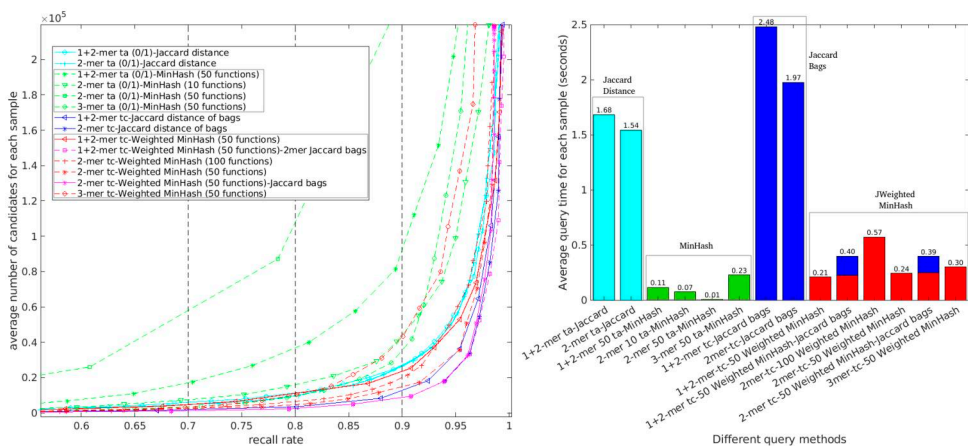 ×10⁵
2.2
2
1.8
1.6
1.4
1.2
1
0.8
0.6
0.4
0.2
0
average number of candidates for each sample
1+2-mer ta (0/1)-Jaccard distance
2-mer ta (0/1)-Jaccard distance
1+2-mer ta (0/1)-MinHash (50 functions)
2-mer ta (0/1)-MinHash (10 functions)
2-mer ta (0/1)-MinHash (50 functions)
3-mer ta (0/1)-MinHash (50 functions)
1+2-mer tc-Jaccard distance of bags
2-mer tc-Jaccard distance of bags
1+2-mer tc-Weighted MinHash (50 functions)
1+2-mer tc-Weighted MinHash (50 functions)-2mer Jaccard bags
2-mer tc-Weighted MinHash (100 functions)
2-mer tc-Weighted MinHash (50 functions)
2-mer tc-Weighted MinHash (50 functions)-Jaccard bags
3-mer tc-Weighted MinHash (50 functions)
0.6 0.65 0.7 0.75 0.8 0.85 0.9 0.95 1
recall rate
2.5
2
1.5
1
0.5
0
Average query time for each sample (seconds)
Jaccard
Distance
MinHash
Jaccard
Bags
JWeighted
MinHash
1.68
1.54
0.11
0.07
0.01
0.23
2.48
1.97
0.21
0.40
0.57
0.24
0.39
0.30
1+2-mer ta-Jaccard
2-mer ta-Jaccard
1+2-mer 50 ta-MinHash
2-mer 10 ta-MinHash
2-mer 50 ta-MinHash
3-mer 50 ta-MinHash
1+2-mer tc-Jaccard bags
2mer-tc-Jaccard bags
1+2-mer-tc-50 Weighted MinHash
1+2-mer tc-50 Weighted MinHash-Jaccard bags
2mer-tc-100 Weighted MinHash
2mer-tc-50 Weighted MinHash
2-mer tc-50 Weighted MinHash-Jaccard bags
3mer-tc-50 Weighted MinHash
Different query methods